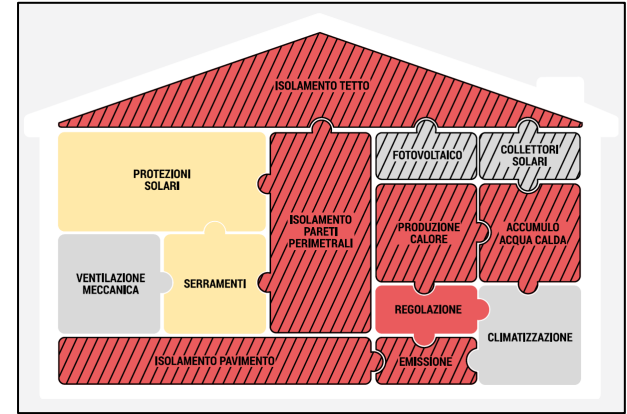 ISOLAMENTO TETTO
FOTOVOLTAICO
COLLETTORI
SOLARI
PROTEZIONI
SOLARI
ISOLAMENTO
PARETI
PERIMETRALI
PRODUZIONE
CALORE
ACCUMULO
ACQUA CALDA
VENTILAZIONE
MECCANICA
SERRAMENTI
REGOLAZIONE
CLIMATIZZAZIONE
ISOLAMENTO PAVIMENTO
EMISSIONE